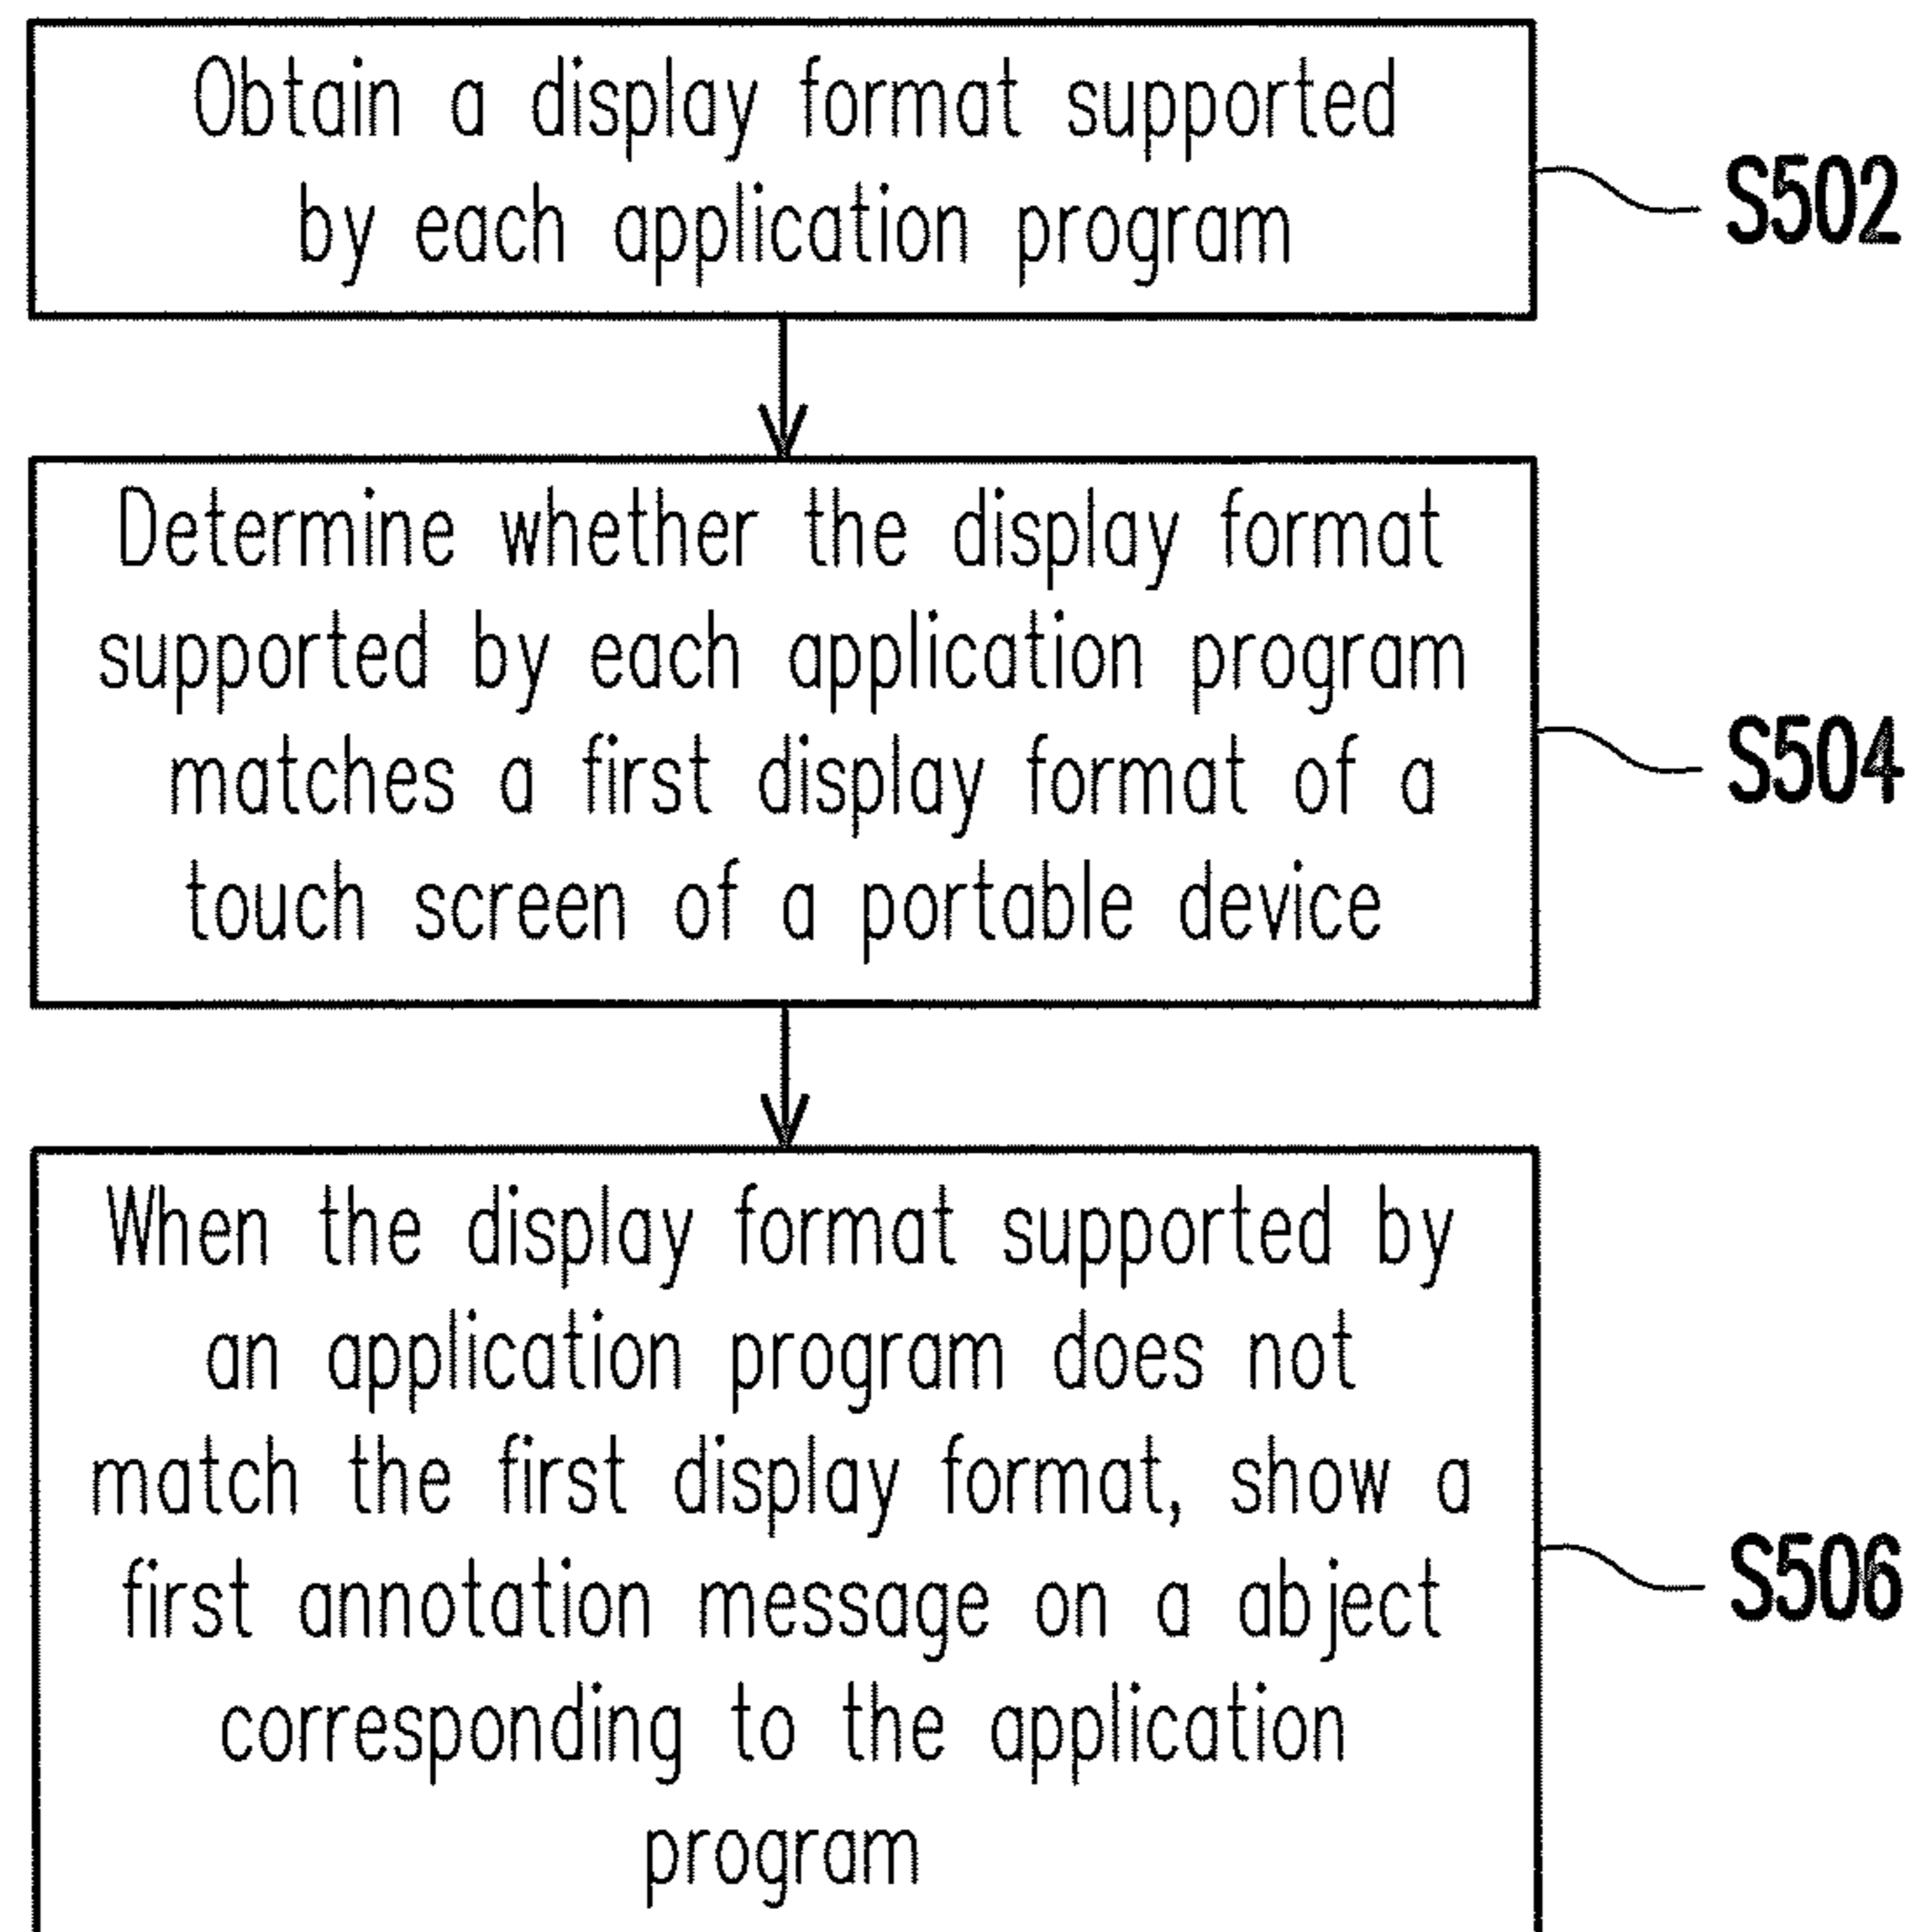 Obtain a display format supported
by each application program
S502
Determine whether the display format
supported by each application program
matches a first display format of a
touch screen of a portable device
S504
When the display format supported by
an application program does not
match the first display format, show a
first annotation message on a abject
corresponding to the application
program
S506